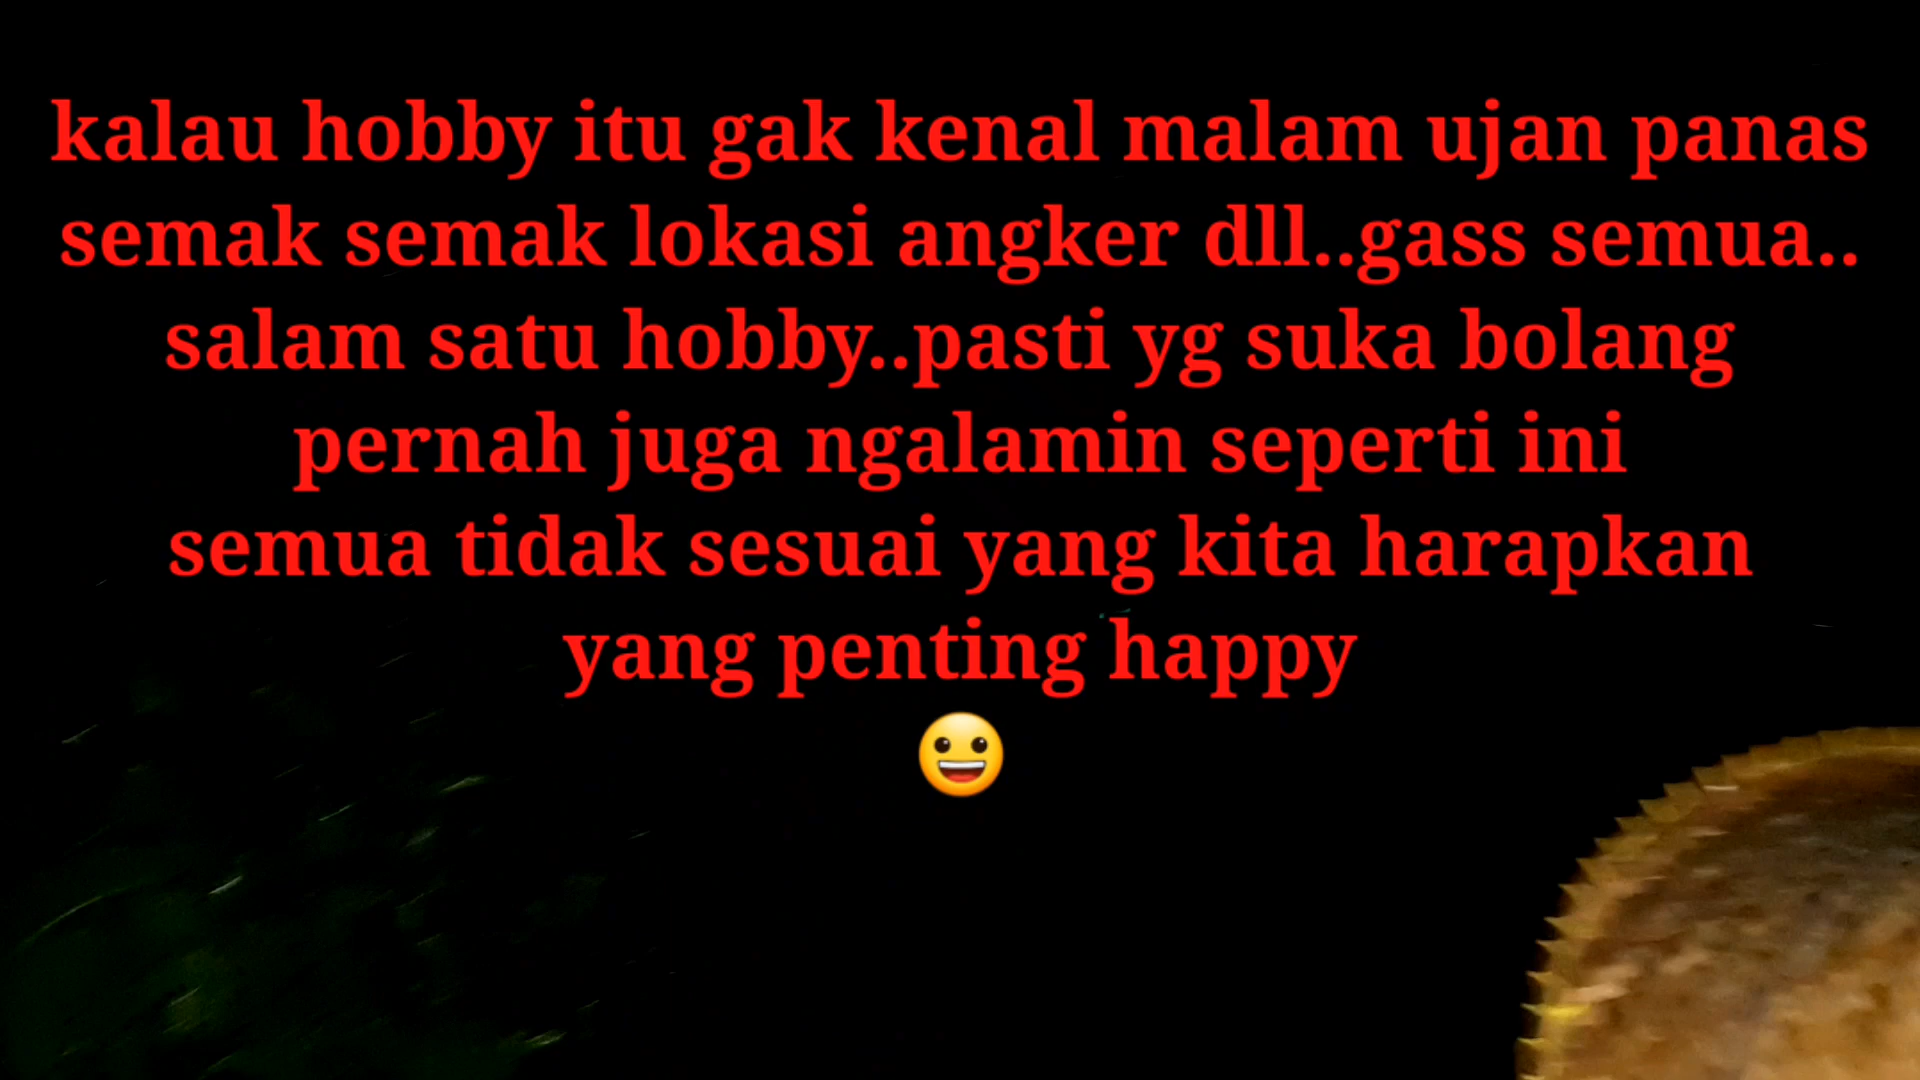 kalau hobby itu gak kenal malam ujan panas
semak semak lokasi angker dll..gass semua..
salam satu hobby..pasti yg suka bolang
pernah juga ngalamin seperti ini
semua tidak sesuai yang kita harapkan
yang penting happy
😀